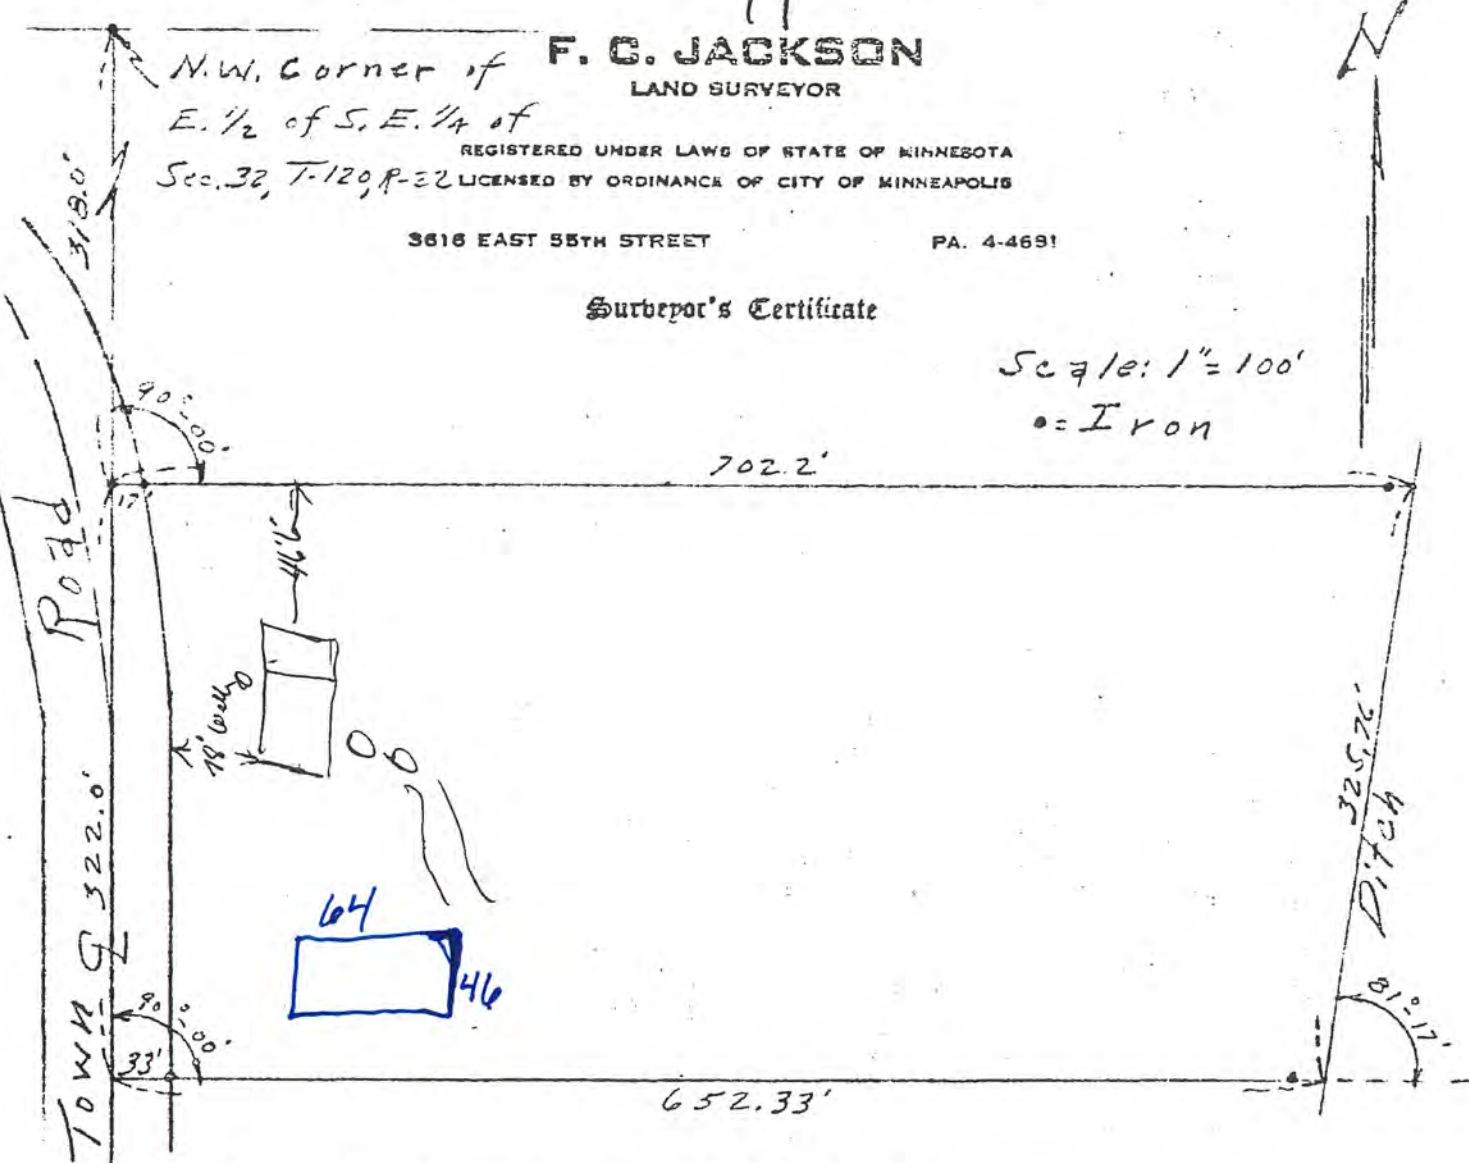 F. C. JACKSON
LAND SURVEYOR
N.W. Corner of
E. 1/2 of S.E. 1/4 of
Sec. 32, T-120, R-22
REGISTERED UNDER LAWS OF STATE OF MINNESOTA
LICENSED BY ORDINANCE OF CITY OF MINNEAPOLIS
3616 EAST 55TH STREET
PA. 4-4691
Surveyor's Certificate
N
318.0'
Scale: 1"=100'
•= Iron
90°-00'
702.2'
17'
Road
46'6"
18'
325.76'
Ditch
322.0'
64
46
Town
90°-00'
33'
81°-17'
652.33'